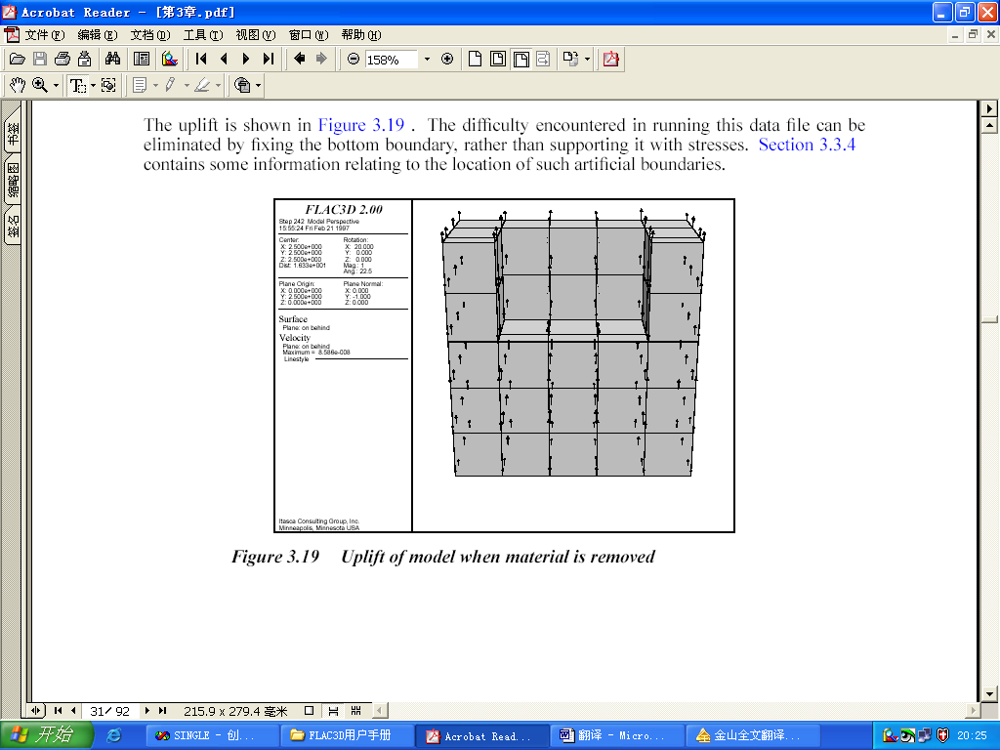 Acrobat Reader - [第3章.pdf]
文件(F) 编辑(E) 文档(D) 工具(T) 视图(V) 窗口(W) 帮助(H)
158%
书签
缩略图
签名
The uplift is shown in Figure 3.19 . The difficulty encountered in running this data file can be
eliminated by fixing the bottom boundary, rather than supporting it with stresses. Section 3.3.4
contains some information relating to the location of such artificial boundaries.
FLAC3D 2.00
Step 242 Model Perspective
15:55:24 Fri Feb 21 1997
Center: Rotation:
X: 2.500e+000 X: 20.000
Y: 2.500e+000 Y: 0.000
Z: 2.500e+000 Z: 0.000
Dist: 1.633e+001 Mag.: 1
Ang.: 22.5
Plane Origin: Plane Normal:
X: 0.000e+000 X: 0.000
Y: 2.500e+000 Y: -1.000
Z: 0.000e+000 Z: 0.000
Surface
Plane: on behind
Velocity
Plane: on behind
Maximum = 8.586e-008
Linestyle
Itasca Consulting Group, Inc.
Minneapolis, Minnesota USA
Figure 3.19 Uplift of model when material is removed
31/ 92 215.9 x 279.4 毫米
开始 SINGLE - 创... FLAC3D用户手册 Acrobat Read... 翻译 - Micro... 金山全文翻译... 20:25